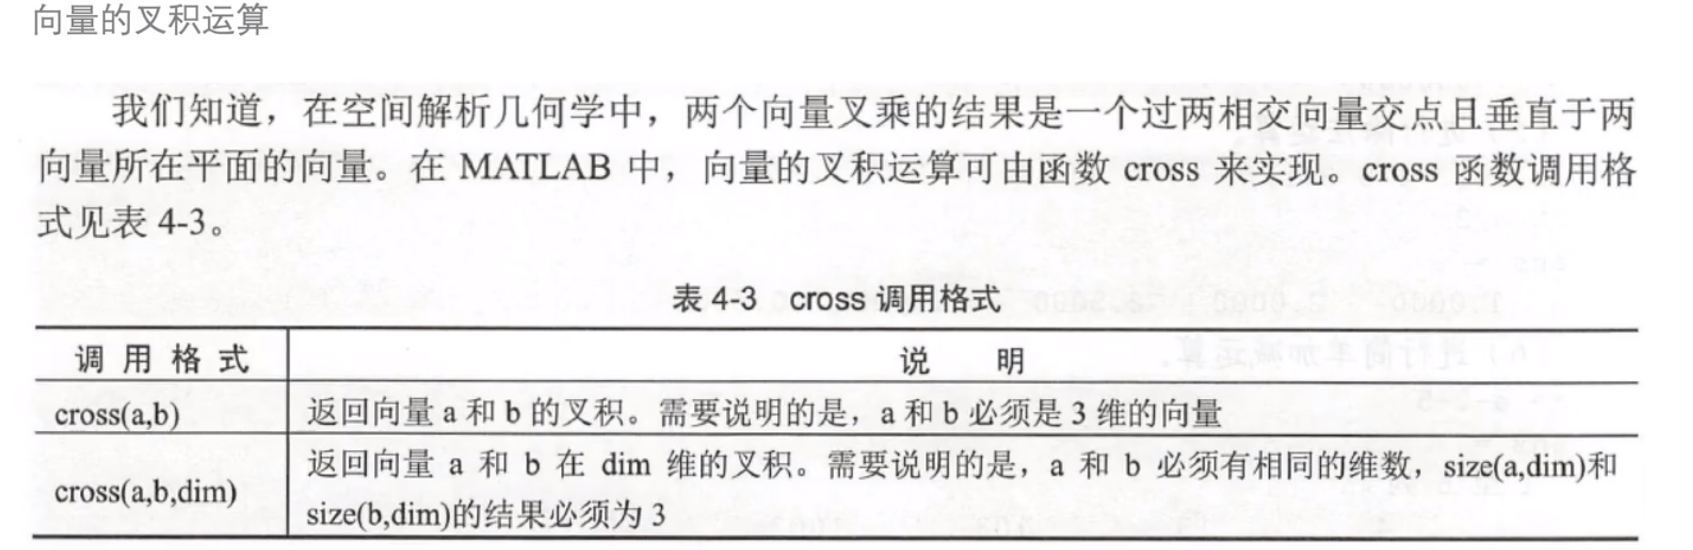 向量的叉积运算
我们知道，在空间解析几何学中，两个向量叉乘的结果是一个过两相交向量交点且垂直于两
向量所在平面的向量。在 MATLAB 中，向量的叉积运算可由函数 cross 来实现。cross 函数调用格
式见表 4-3。
表 4-3 cross 调用格式
调 用 格 式 说 明
cross(a,b) 返回向量 a 和 b 的叉积。需要说明的是，a 和 b 必须是 3 维的向量
cross(a,b,dim) 返回向量 a 和 b 在 dim 维的叉积。需要说明的是，a 和 b 必须有相同的维数，size(a,dim)和
size(b,dim)的结果必须为 3